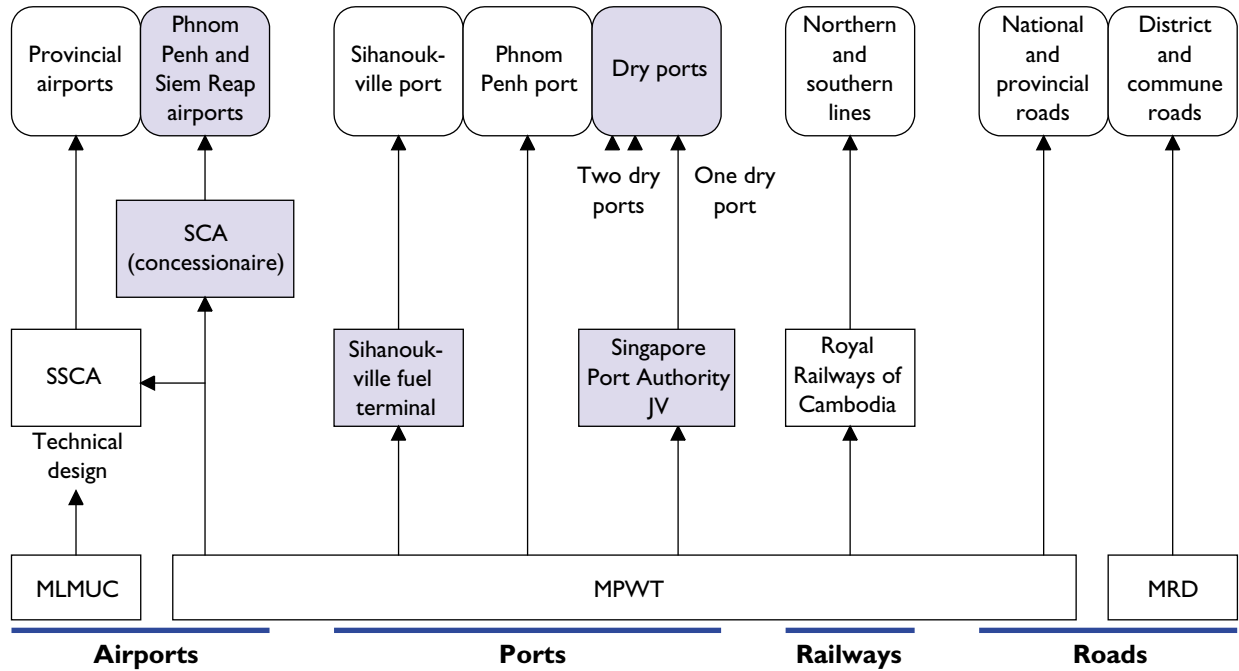 Provincial
airports
Phnom
Penh and
Siem Reap
airports
Sihanouk-
ville port
Phnom
Penh port
Dry ports
Northern
and
southern
lines
National
and
provincial
roads
District
and
commune
roads
Two dry
ports
One dry
port
SCA
(concessionaire)
SSCA
Sihanouk-
ville fuel
terminal
Singapore
Port Authority
JV
Royal
Railways of
Cambodia
Technical
design
MLMUC
MPWT
MRD
Airports
Ports
Railways
Roads